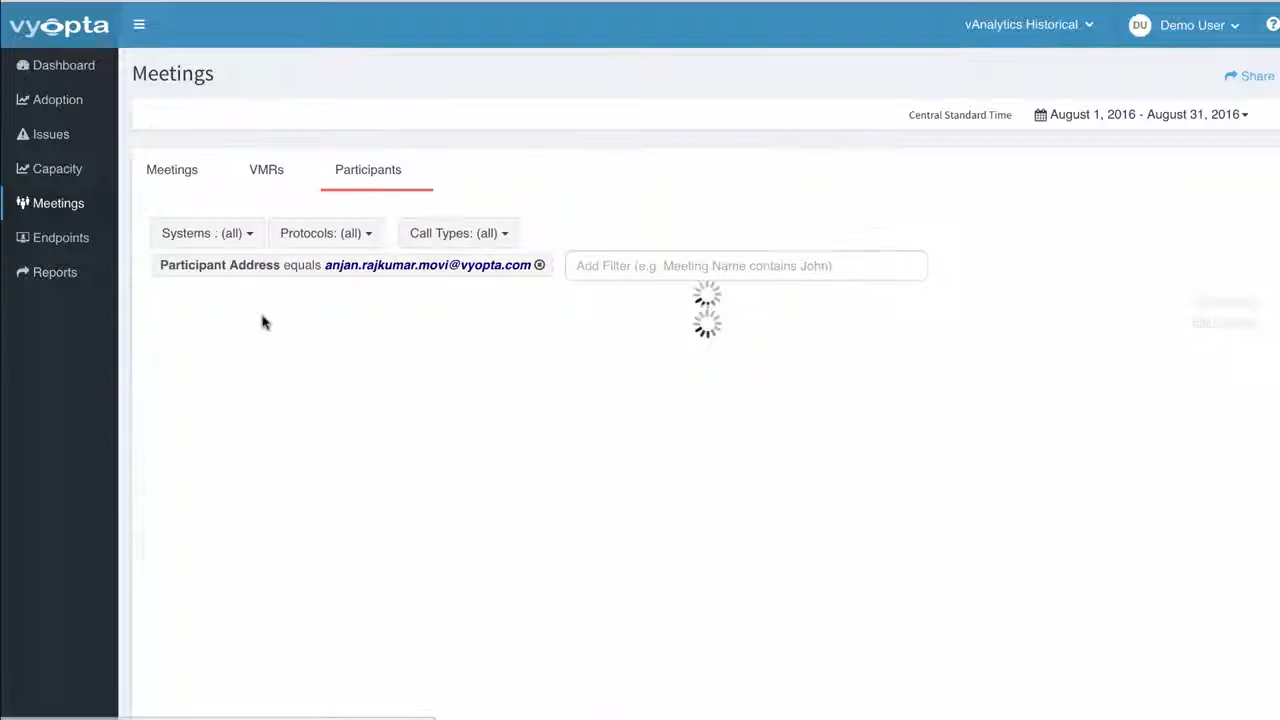 vyopta
vAnalytics Historical
DU
Demo User
?
Dashboard
Adoption
Issues
Capacity
Meetings
Endpoints
Reports
Meetings
Share
Central Standard Time
August 1, 2016 - August 31, 2016
Meetings
VMRs
Participants
Systems : (all)
Protocols: (all)
Call Types: (all)
Participant Address equals anjan.rajkumar.movi@vyopta.com
Add Filter (e.g Meeting Name contains John)